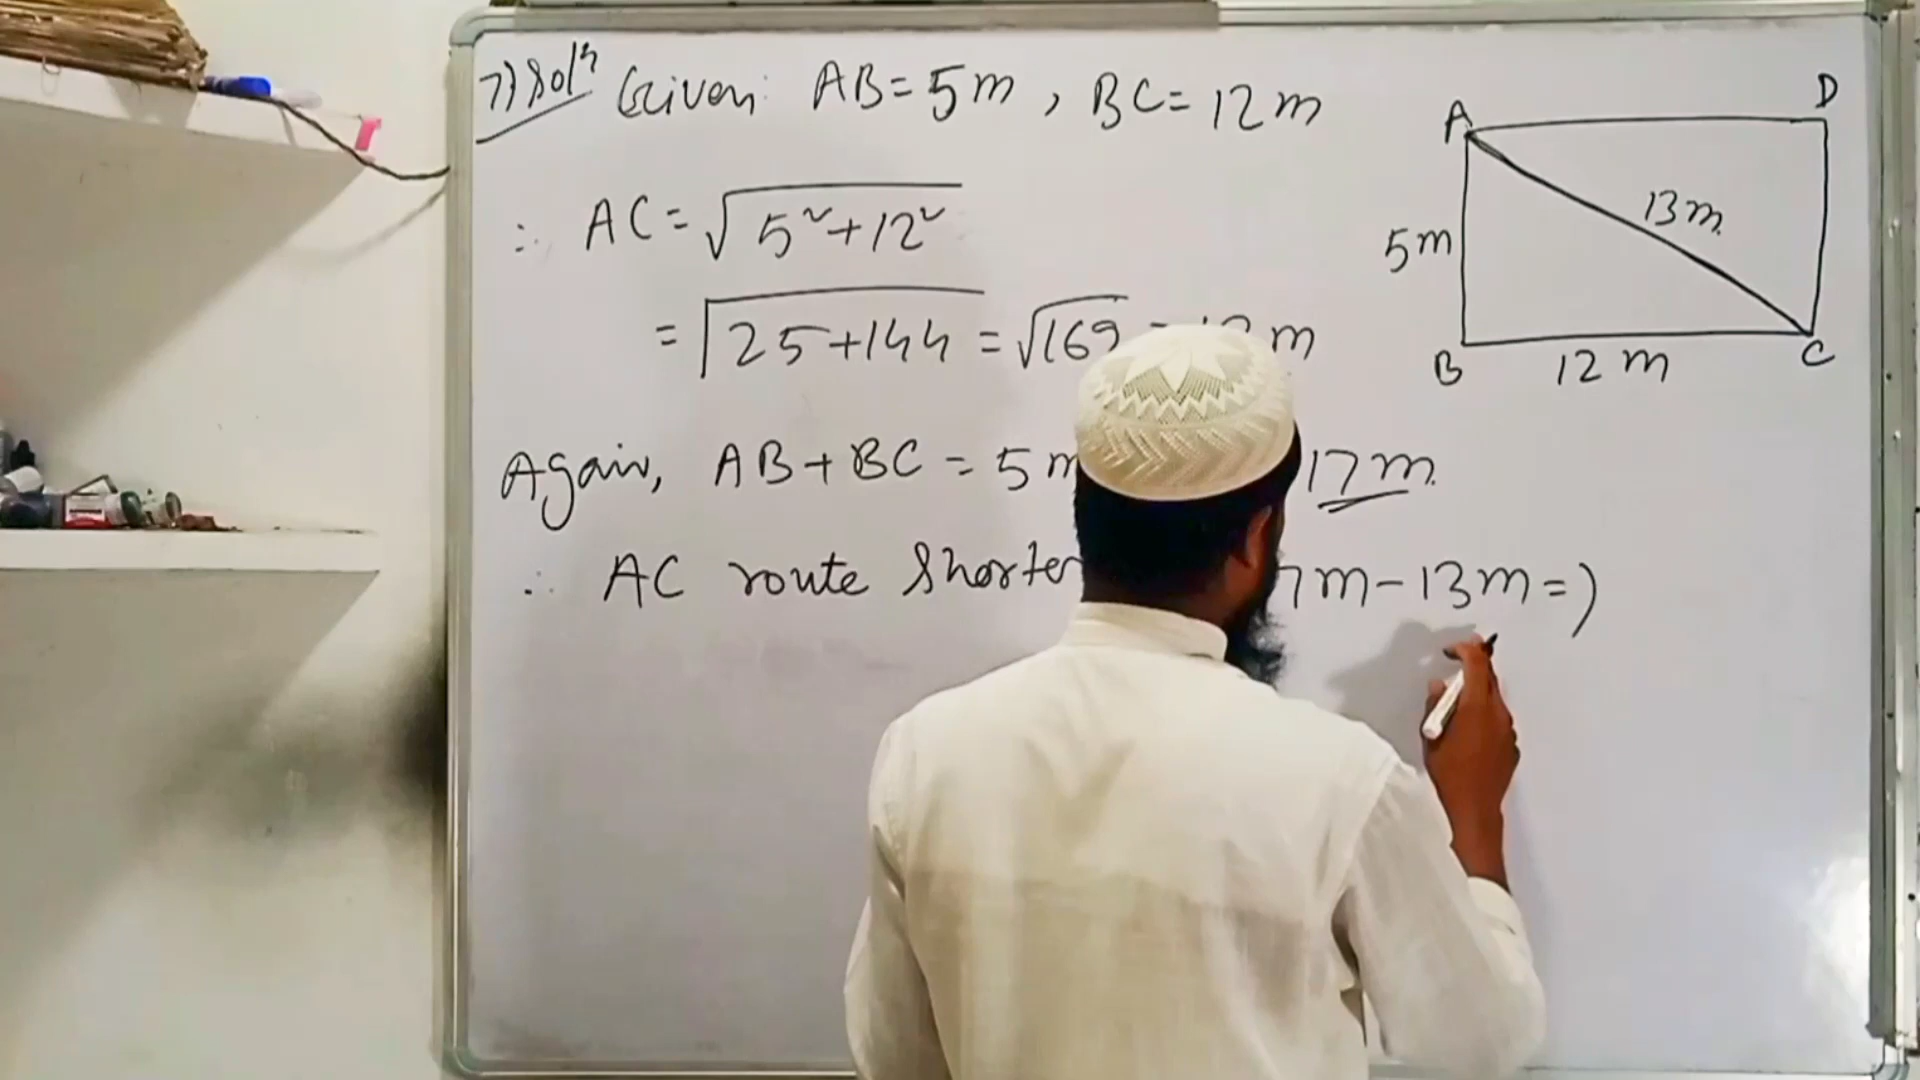 7) Solⁿ Given: AB = 5m, BC = 12m
∴ AC = √5²+12²
= √25+144 = √169 = m
Again, AB + BC = 5m 17m.
∴ AC route shorter 7m - 13m =)
A
D
13m.
5m
B
12 m
C